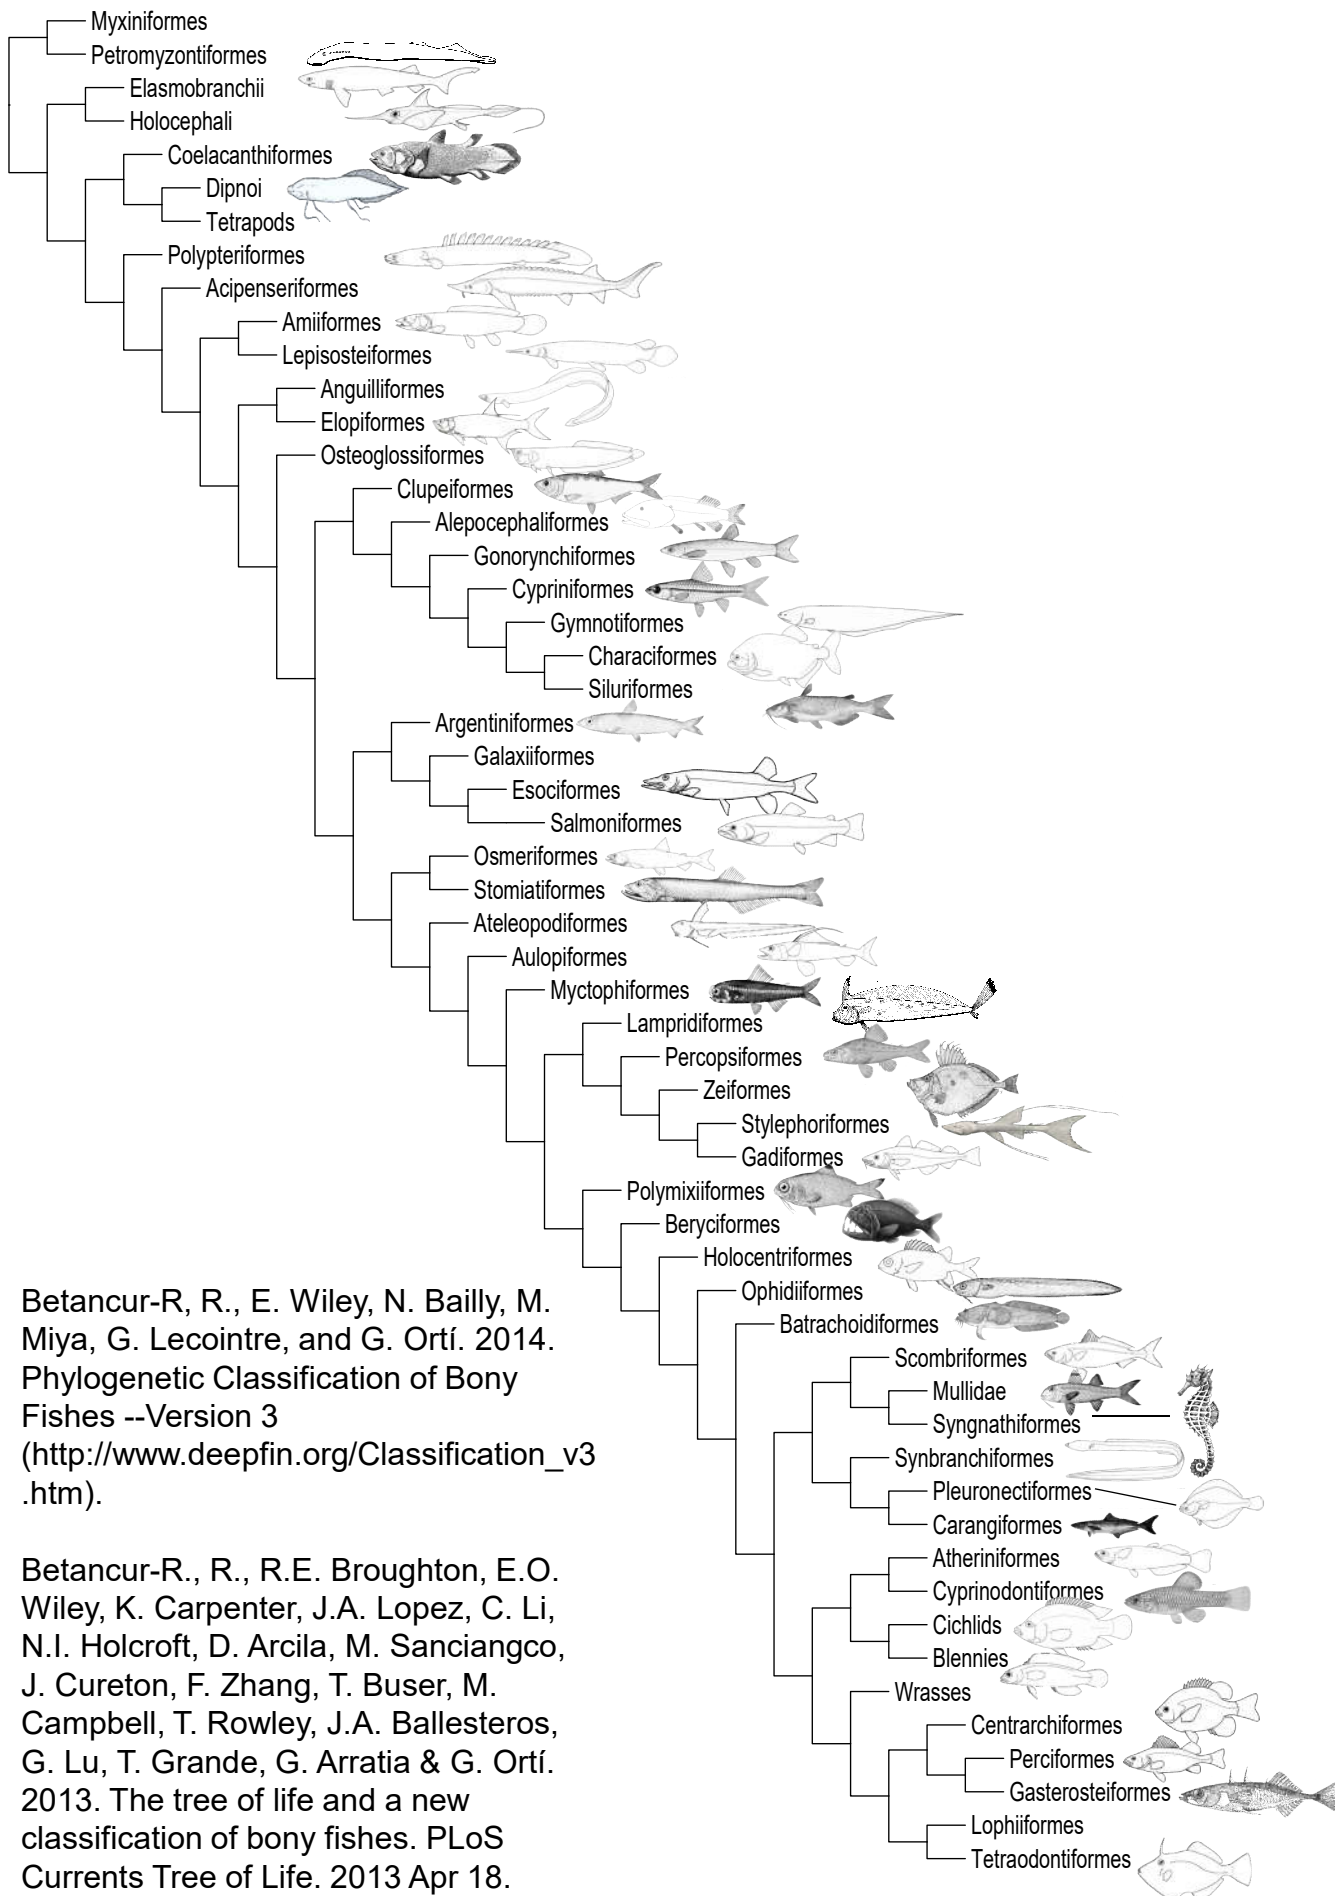 Myxiniformes
Petromyzontiformes
Elasmobranchii
Holocephali
Coelacanthiformes
Dipnoi
Tetrapods
Polypteriformes
Acipenseriformes
Amiiformes
Lepisosteiformes
Anguilliformes
Elopiformes
Osteoglossiformes
Clupeiformes
Alepocephaliformes
Gonorynchiformes
Cypriniformes
Gymnotiformes
Characiformes
Siluriformes
Argentiniformes
Galaxiiformes
Esociformes
Salmoniformes
Osmeriformes
Stomiatiformes
Ateleopodiformes
Aulopiformes
Myctophiformes
Lampridiformes
Percopsiformes
Zeiformes
Stylephoriformes
Gadiformes
Polymixiiformes
Beryciformes
Holocentriformes
Ophidiiformes
Batrachoidiformes
Scombriformes
Mullidae
Syngnathiformes
Synbranchiformes
Pleuronectiformes
Carangiformes
Atheriniformes
Cyprinodontiformes
Cichlids
Blennies
Wrasses
Centrarchiformes
Perciformes
Gasterosteiformes
Lophiiformes
Tetraodontiformes
Betancur-R, R., E. Wiley, N. Bailly, M.
Miya, G. Lecointre, and G. Ortí. 2014.
Phylogenetic Classification of Bony
Fishes --Version 3
(http://www.deepfin.org/Classification_v3
.htm).
Betancur-R., R., R.E. Broughton, E.O.
Wiley, K. Carpenter, J.A. Lopez, C. Li,
N.I. Holcroft, D. Arcila, M. Sanciangco,
J. Cureton, F. Zhang, T. Buser, M.
Campbell, T. Rowley, J.A. Ballesteros,
G. Lu, T. Grande, G. Arratia & G. Ortí.
2013. The tree of life and a new
classification of bony fishes. PLoS
Currents Tree of Life. 2013 Apr 18.